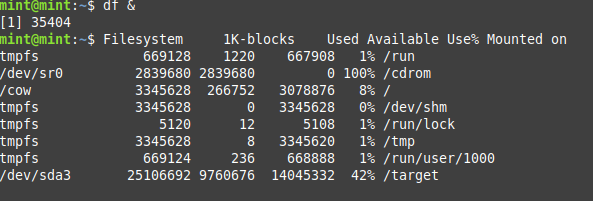 mint@mint:~$ df &
[1] 35404
mint@mint:~$ Filesystem     1K-blocks    Used Available Use% Mounted on
tmpfs             669128    1220    667908   1% /run
/dev/sr0         2839680 2839680         0 100% /cdrom
/cow             3345628  266752   3078876   8% /
tmpfs            3345628       0   3345628   0% /dev/shm
tmpfs               5120      12      5108   1% /run/lock
tmpfs            3345628       8   3345620   1% /tmp
tmpfs             669124     236    668888   1% /run/user/1000
/dev/sda3       25106692 9760676  14045332  42% /target